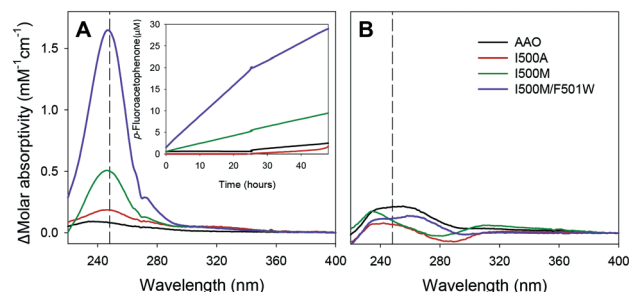 A
B
ΔMolar absorptivity (mM⁻¹cm⁻¹)
1.5
1.0
0.5
0.0
240
280
320
360
400
Wavelength (nm)
p-Fluoroacetophenone(µM)
30
25
20
15
10
5
0
0
20
40
Time (hours)
AAO
I500A
I500M
I500M/F501W
240
280
320
360
400
Wavelength (nm)